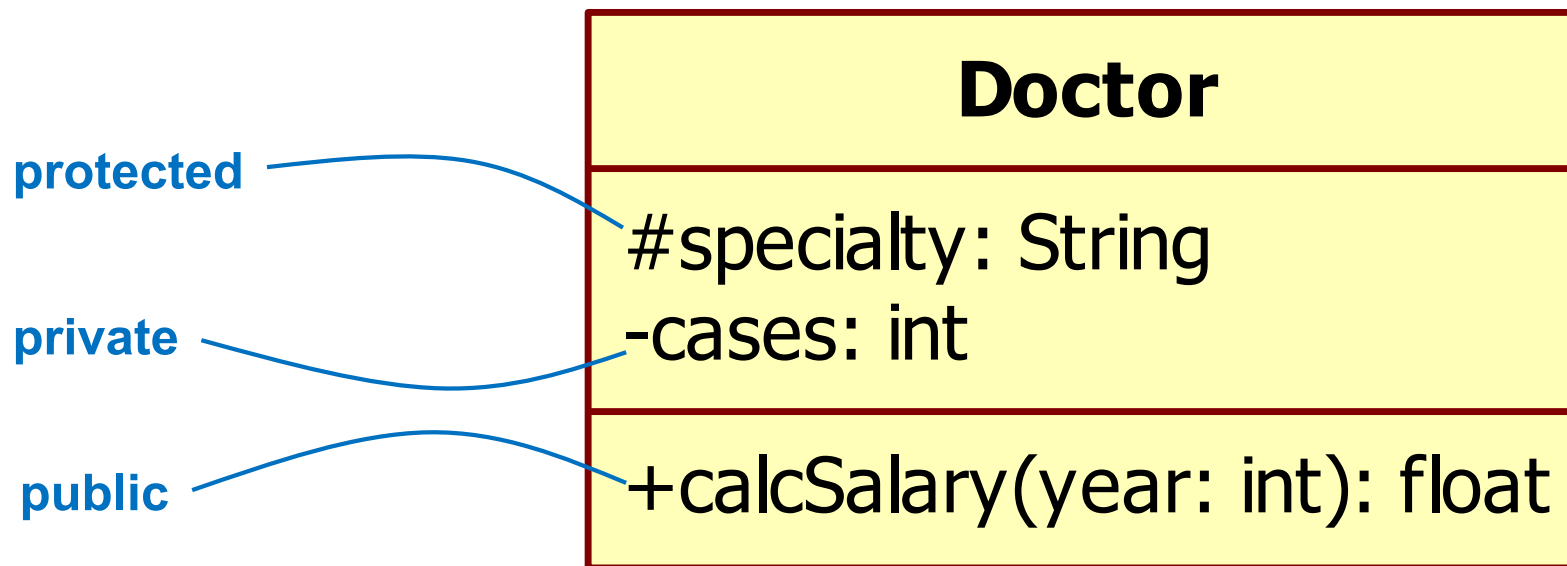 Doctor
protected
#specialty: String
private
-cases: int
public
+calcSalary(year: int): float